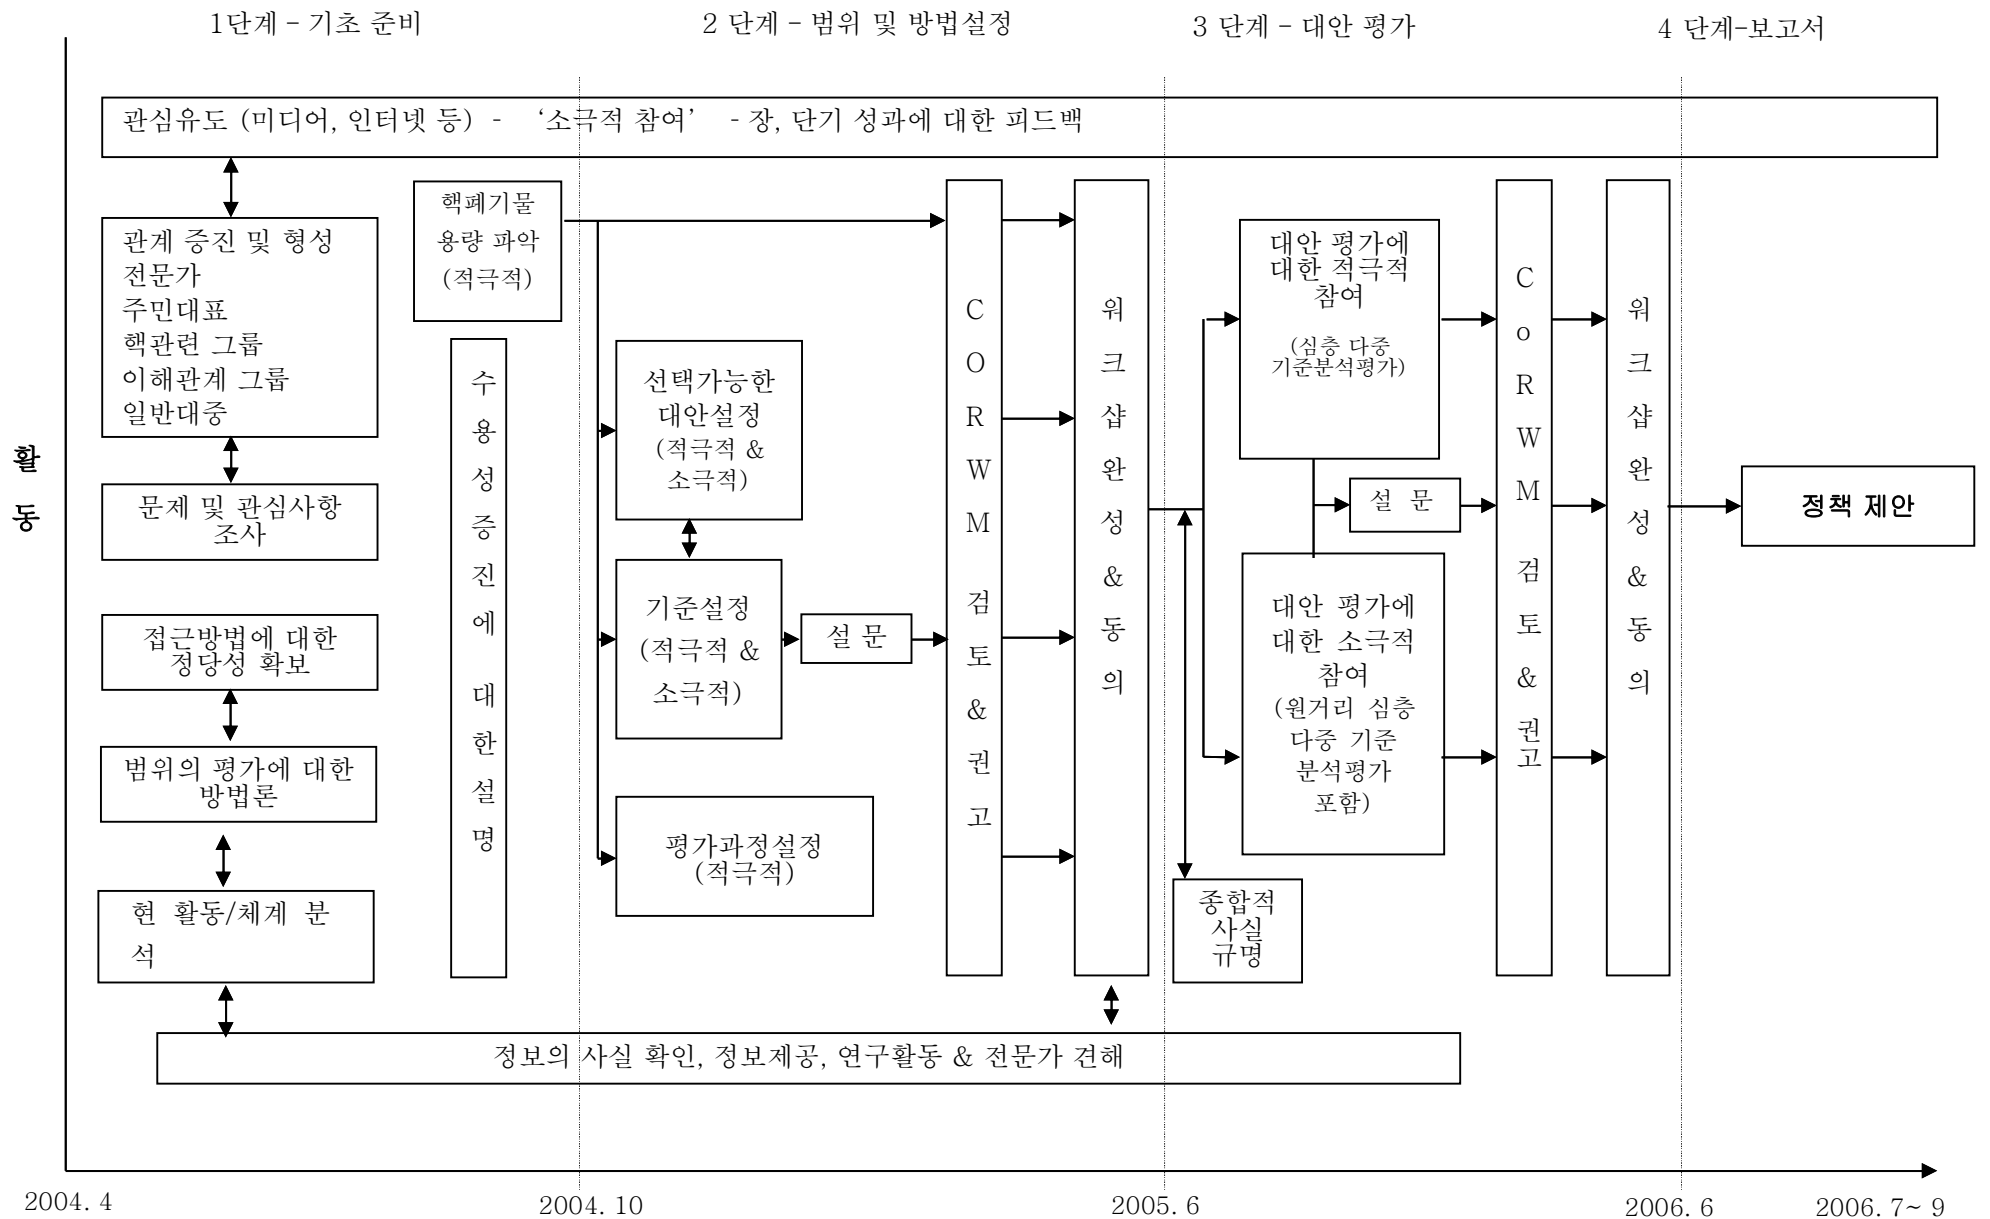 1단계 - 기초 준비
2 단계 - 범위 및 방법설정
3 단계 - 대안 평가
4 단계-보고서
관심유도 (미디어, 인터넷 등) - ‘소극적 참여’ - 장, 단기 성과에 대한 피드백
관계 증진 및 형성
전문가
주민대표
핵관련 그룹
이해관계 그룹
일반대중
문제 및 관심사항
조사
접근방법에 대한
정당성 확보
범위의 평가에 대한
방법론
현 활동/체계 분
석
핵폐기물
용량 파악
(적극적)
수용성증진에 대한설명
선택가능한
대안설정
(적극적 &
소극적)
기준설정
(적극적 &
소극적)
설 문
평가과정설정
(적극적)
CORWM 검토&권고
워크샵완성&동의
대안 평가에
대한 적극적
참여
(심층 다중
기준분석평가)
설 문
대안 평가에
대한 소극적
참여
(원거리 심층
다중 기준
분석평가
포함)
종합적
사실
규명
CoRWM 검토&권고
워크샵완성&동의
정책 제안
정보의 사실 확인, 정보제공, 연구활동 & 전문가 견해
활동
2004. 4
2004. 10
2005. 6
2006. 6
2006. 7~ 9